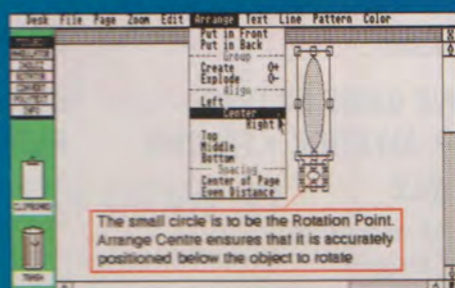 Desk File Page Zoom Edit Arrange Text Line Pattern Color
Put in Front
Put in Back
Group
Create ◊+
Explode ◊-
Align
Left
Center
Right
Top
Middle
Bottom
Spacing
Center of Page
Even Distance
CLIPBOARD
TRASH
The small circle is to be the Rotation Point.
Arrange Centre ensures that it is accurately
positioned below the object to rotate